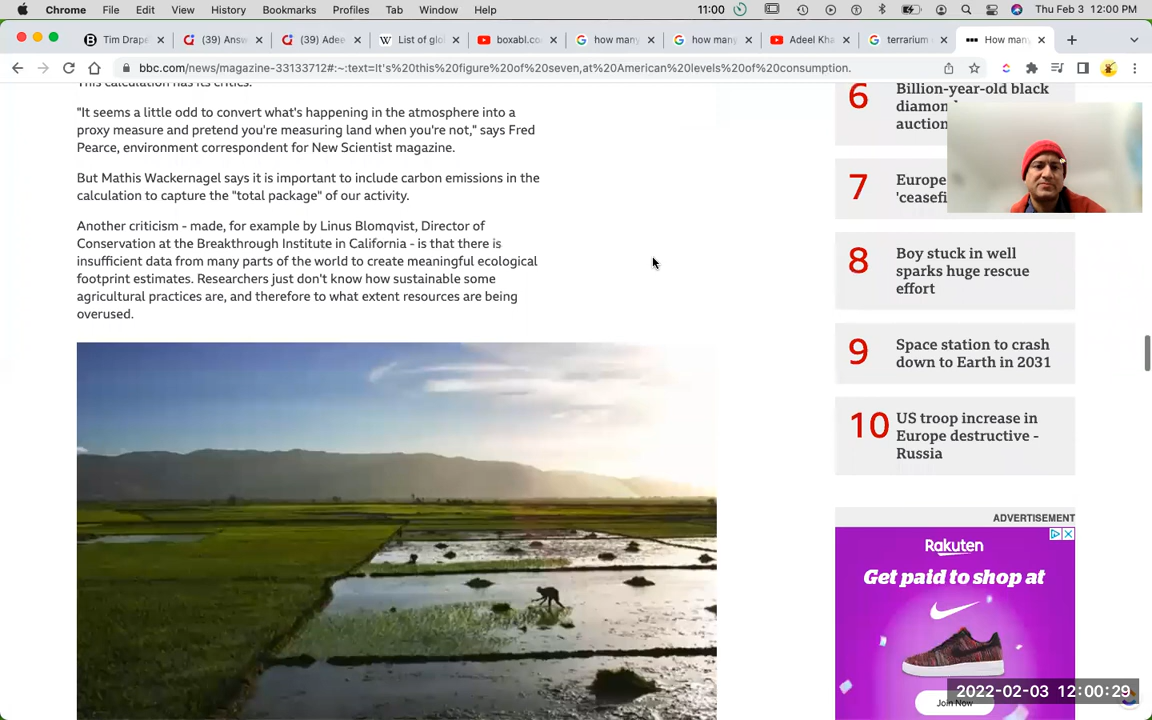 Chrome File Edit View History Bookmarks Profiles Tab Window Help 11:00 Thu Feb 3 12:00 PM
Tim Drap (39) Answ (39) Adee List of glo boxabl.co how many how many Adeel Kha terrarium How many
bbc.com/news/magazine-33133712#:~:text=It's%20this%20figure%20of%20seven,at%20American%20levels%20of%20consumption.
This calculation has its critics.
"It seems a little odd to convert what's happening in the atmosphere into a
proxy measure and pretend you're measuring land when you're not," says Fred
Pearce, environment correspondent for New Scientist magazine.
But Mathis Wackernagel says it is important to include carbon emissions in the
calculation to capture the "total package" of our activity.
Another criticism - made, for example by Linus Blomqvist, Director of
Conservation at the Breakthrough Institute in California - is that there is
insufficient data from many parts of the world to create meaningful ecological
footprint estimates. Researchers just don't know how sustainable some
agricultural practices are, and therefore to what extent resources are being
overused.
6 Billion-year-old black
diamon
auction
7 Europe
'ceasefi
8 Boy stuck in well
sparks huge rescue
effort
9 Space station to crash
down to Earth in 2031
10 US troop increase in
Europe destructive -
Russia
ADVERTISEMENT
Rakuten
Get paid to shop at
Join Now
2022-02-03 12:00:29